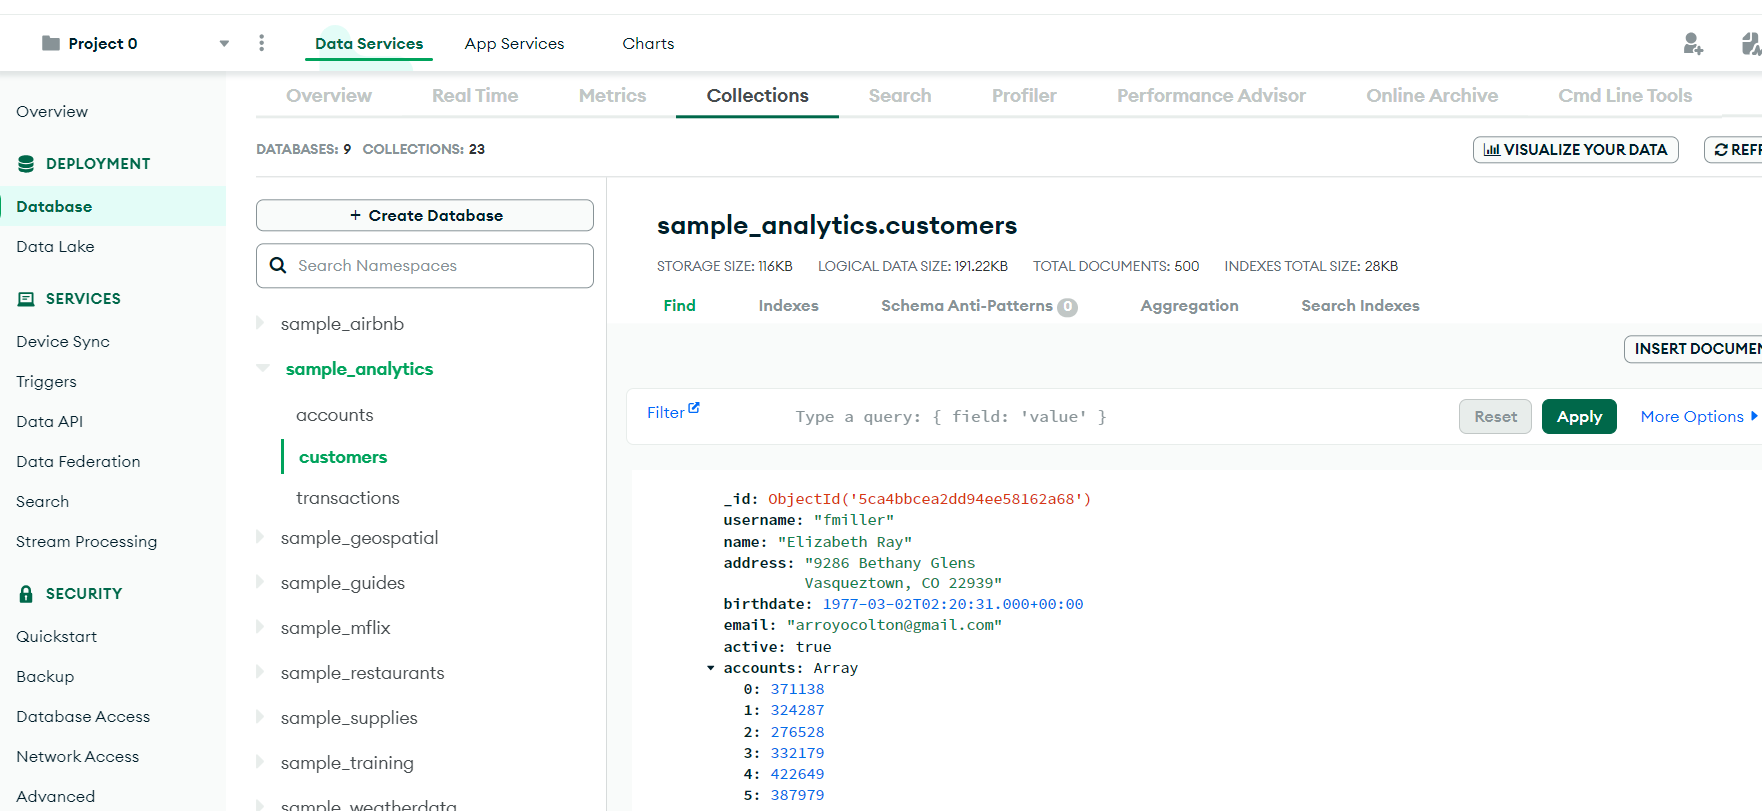 Project 0
Data Services
App Services
Charts
Overview
DEPLOYMENT
Database
Data Lake
SERVICES
Device Sync
Triggers
Data API
Data Federation
Search
Stream Processing
SECURITY
Quickstart
Backup
Database Access
Network Access
Advanced
Overview
Real Time
Metrics
Collections
Search
Profiler
Performance Advisor
Online Archive
Cmd Line Tools
DATABASES: 9 COLLECTIONS: 23
VISUALIZE YOUR DATA
+ Create Database
Search Namespaces
sample_airbnb
sample_analytics
accounts
customers
transactions
sample_geospatial
sample_guides
sample_mflix
sample_restaurants
sample_supplies
sample_training
sample_weatherdata
sample_analytics.customers
STORAGE SIZE: 116KB LOGICAL DATA SIZE: 191.22KB TOTAL DOCUMENTS: 500 INDEXES TOTAL SIZE: 28KB
Find
Indexes
Schema Anti-Patterns 0
Aggregation
Search Indexes
INSERT
Filter
Type a query: { field: 'value' }
Reset
Apply
More Options
_id: ObjectId('5ca4bbcea2dd94ee58162a68')
username: "fmiller"
name: "Elizabeth Ray"
address: "9286 Bethany Glens
Vasqueztown, CO 22939"
birthdate: 1977-03-02T02:20:31.000+00:00
email: "arroyocolton@gmail.com"
active: true
accounts: Array
0: 371138
1: 324287
2: 276528
3: 332179
4: 422649
5: 387979